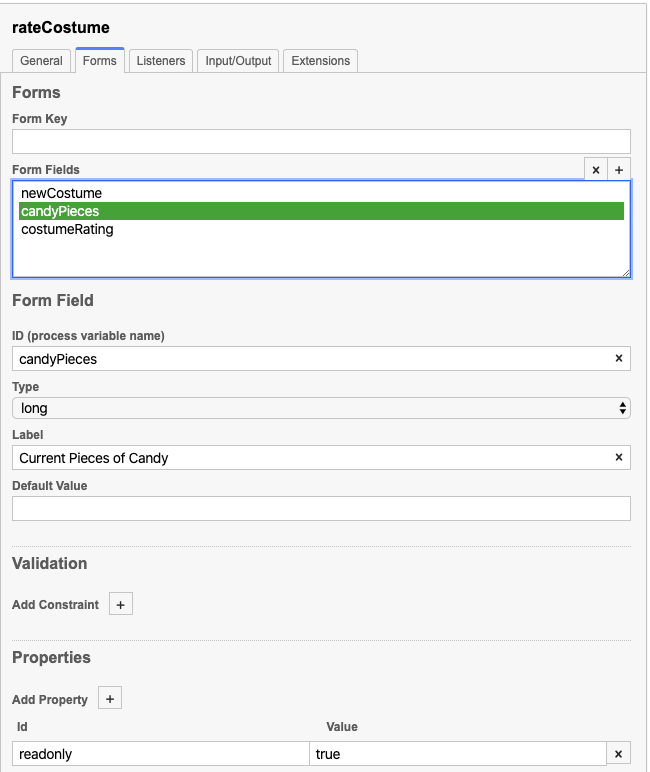 rateCostume
General Forms Listeners Input/Output Extensions
Forms
Form Key
Form Fields × +
newCostume
candyPieces
costumeRating
Form Field
ID (process variable name)
candyPieces ×
Type
long
Label
Current Pieces of Candy ×
Default Value
Validation
Add Constraint +
Properties
Add Property +
Id Value
readonly true ×